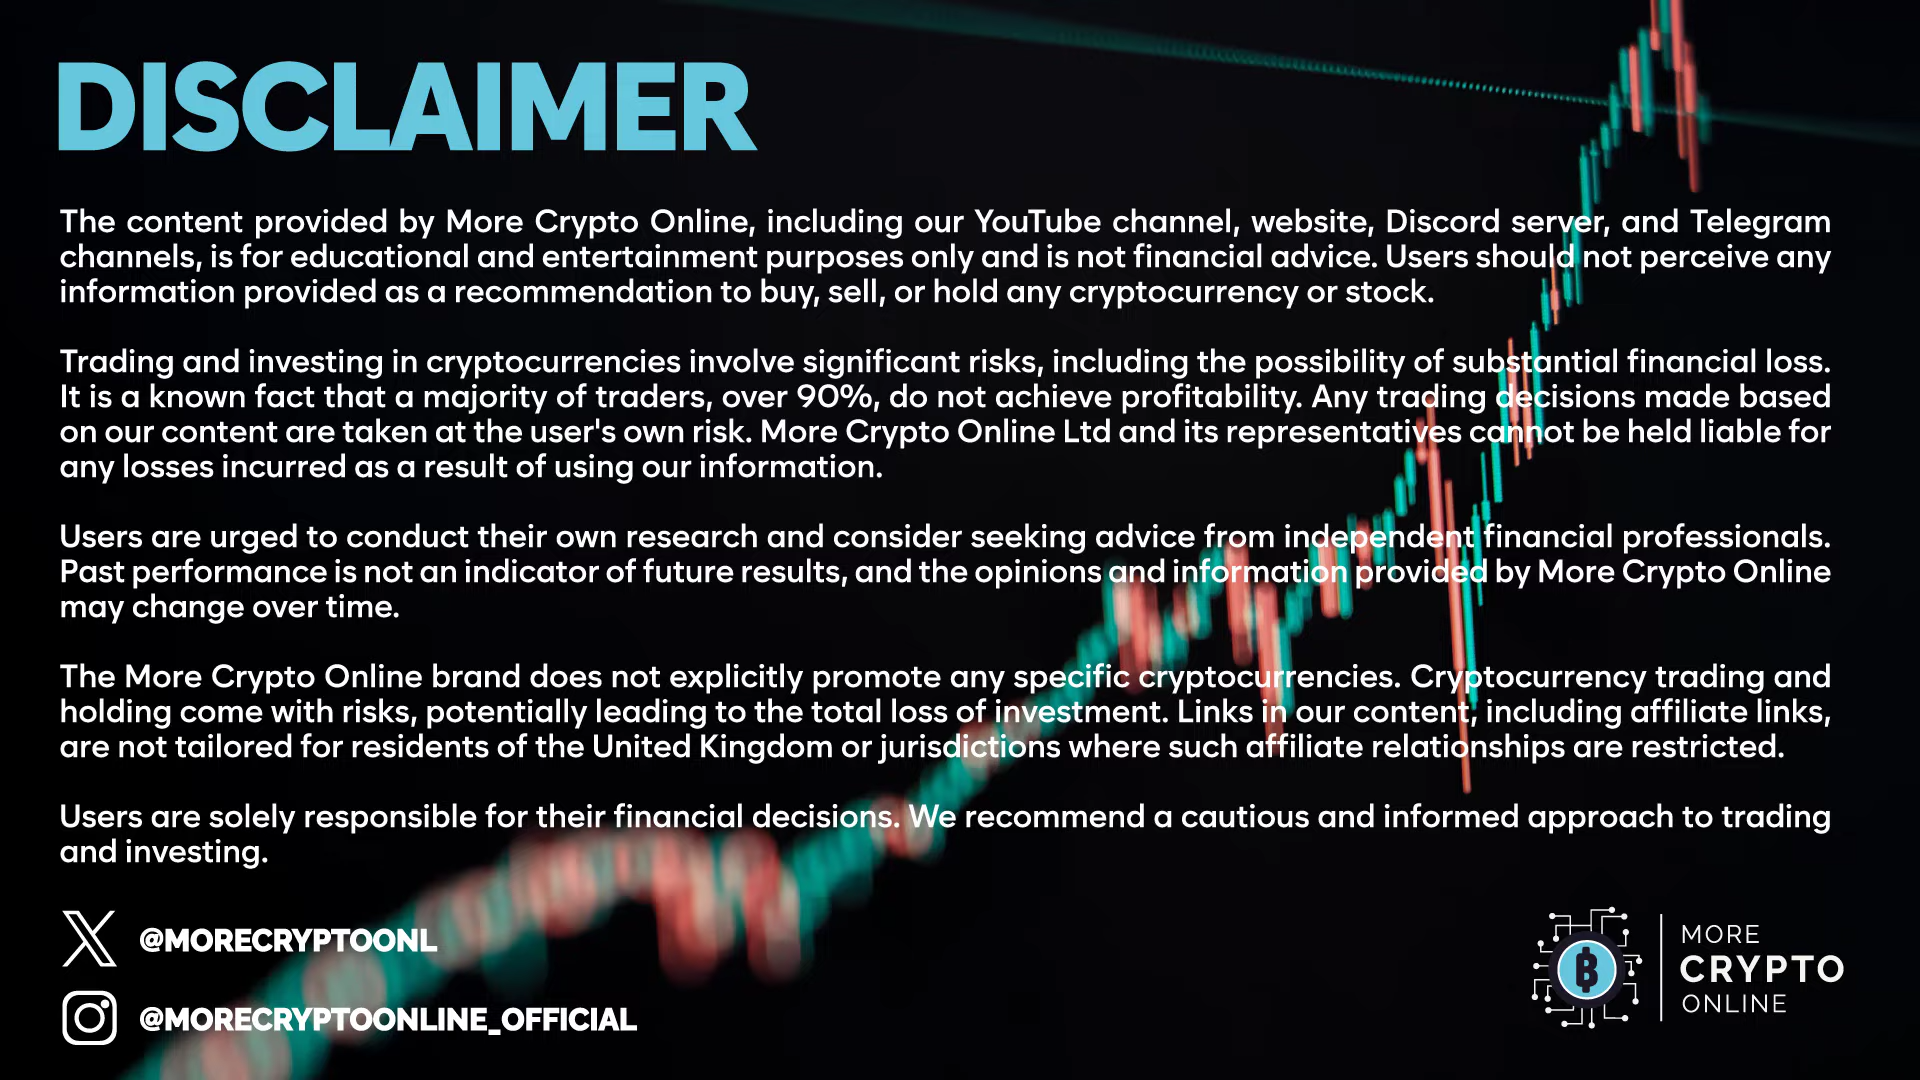 DISCLAIMER
The content provided by More Crypto Online, including our YouTube channel, website, Discord server, and Telegram
channels, is for educational and entertainment purposes only and is not financial advice. Users should not perceive any
information provided as a recommendation to buy, sell, or hold any cryptocurrency or stock.
Trading and investing in cryptocurrencies involve significant risks, including the possibility of substantial financial loss.
It is a known fact that a majority of traders, over 90%, do not achieve profitability. Any trading decisions made based
on our content are taken at the user's own risk. More Crypto Online Ltd and its representatives cannot be held liable for
any losses incurred as a result of using our information.
Users are urged to conduct their own research and consider seeking advice from independent financial professionals.
Past performance is not an indicator of future results, and the opinions and information provided by More Crypto Online
may change over time.
The More Crypto Online brand does not explicitly promote any specific cryptocurrencies. Cryptocurrency trading and
holding come with risks, potentially leading to the total loss of investment. Links in our content, including affiliate links,
are not tailored for residents of the United Kingdom or jurisdictions where such affiliate relationships are restricted.
Users are solely responsible for their financial decisions. We recommend a cautious and informed approach to trading
and investing.
@MORECRYPTOONL
@MORECRYPTOONLINE_OFFICIAL
MORE
CRYPTO
ONLINE